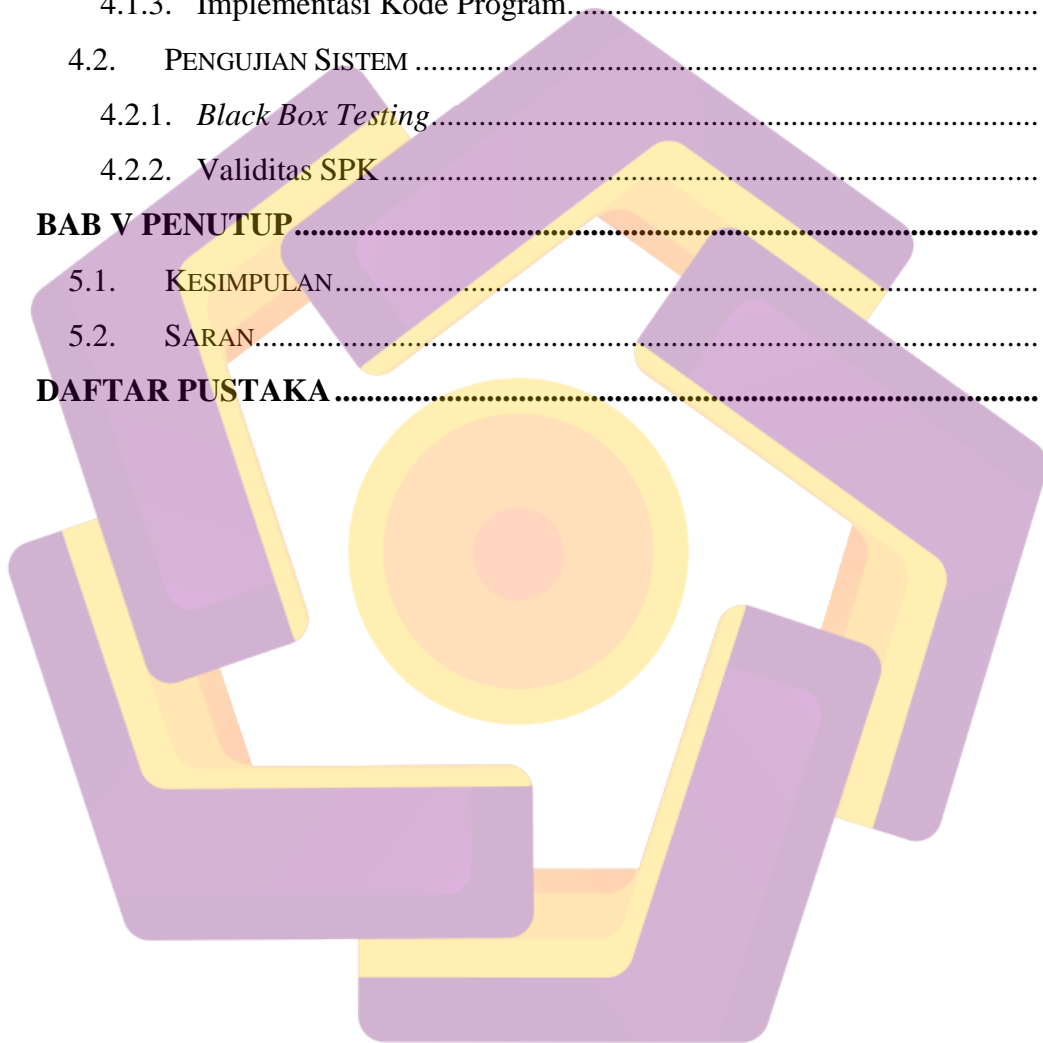 4.1.3. Implementasi Kode Program........................................................................
4.2. PENGUJIAN SISTEM ........................................................................................
4.2.1. Black Box Testing.......................................................................................
4.2.2. Validitas SPK ..............................................................................................
BAB V PENUTUP.........................................................................................................
5.1. KESIMPULAN....................................................................................................
5.2. SARAN................................................................................................................
DAFTAR PUSTAKA ....................................................................................................